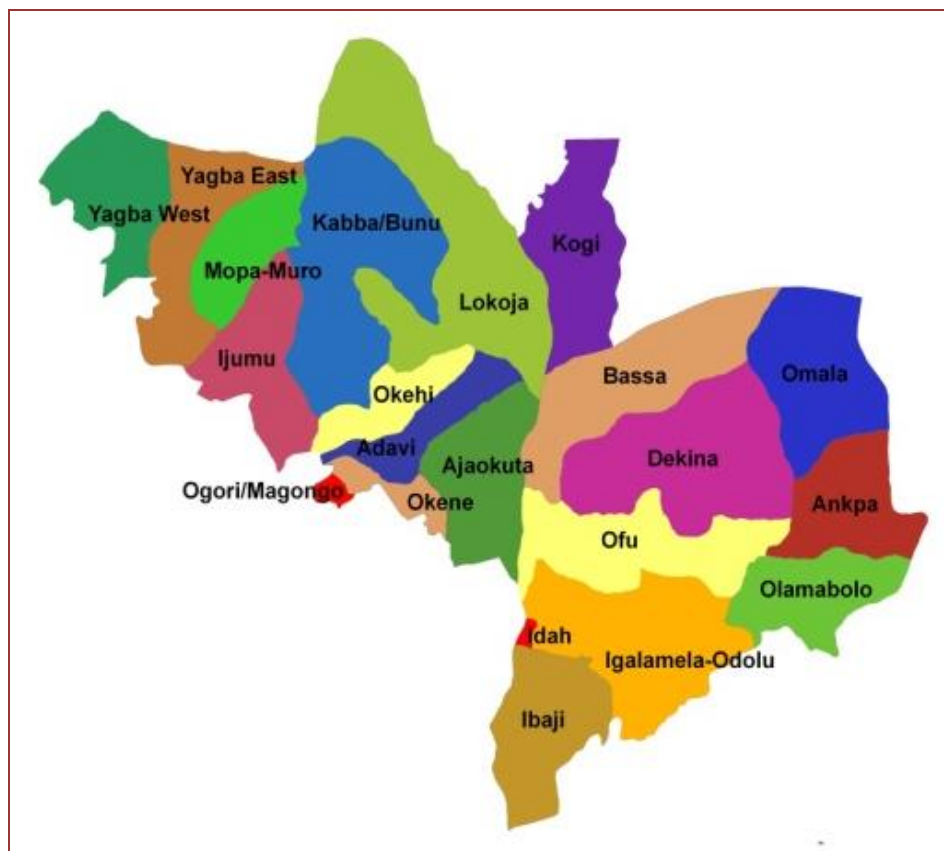 Yagba East
Yagba West
Kabba/Bunu
Kogi
Mopa-Muro
Lokoja
Ijumu
Bassa
Omala
Okehi
Adavi
Dekina
Ajaokuta
Ogori/Magongo
Okene
Ankpa
Ofu
Olamabolo
Idah
Igalamela-Odolu
Ibaji